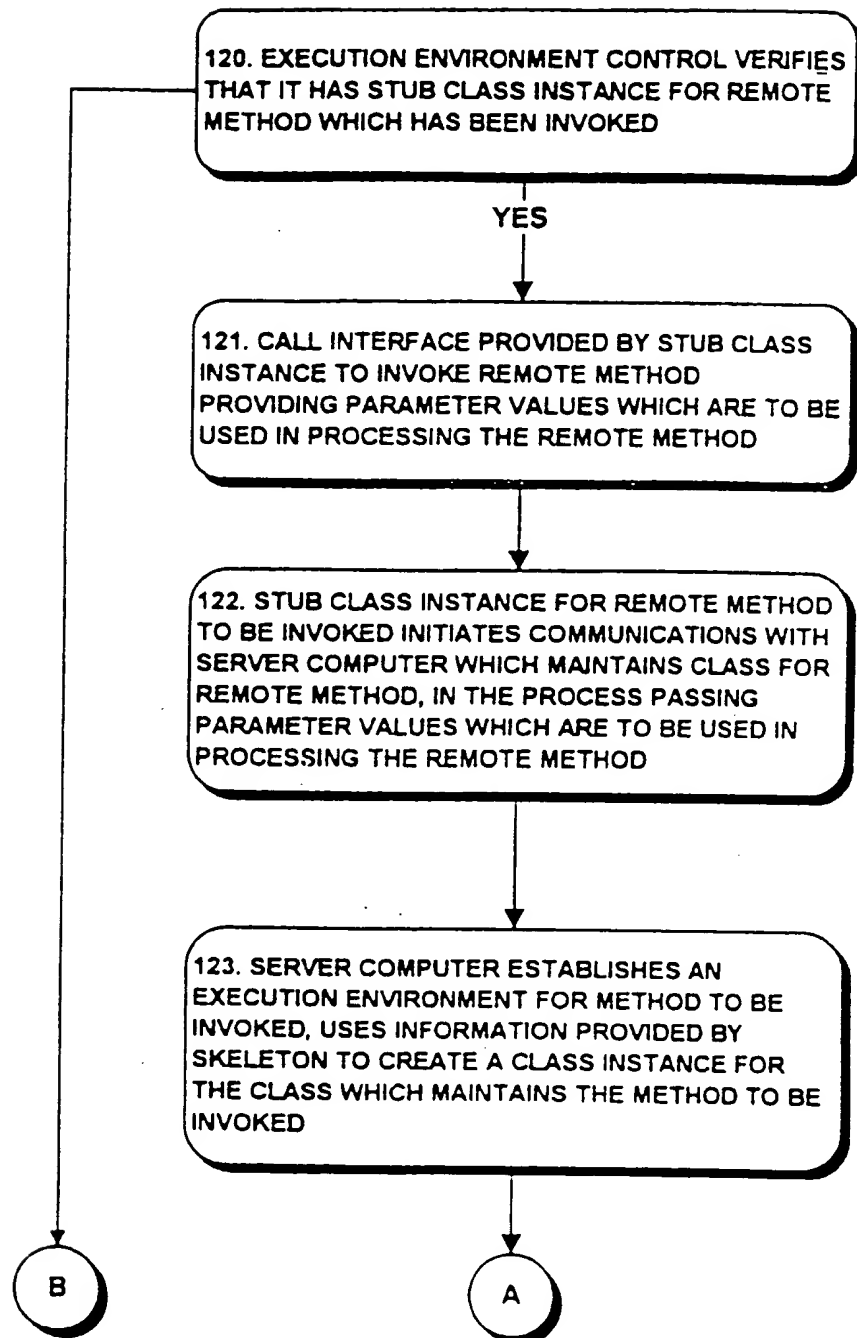 120. EXECUTION ENVIRONMENT CONTROL VERIFIES
THAT IT HAS STUB CLASS INSTANCE FOR REMOTE
METHOD WHICH HAS BEEN INVOKED
YES
121. CALL INTERFACE PROVIDED BY STUB CLASS
INSTANCE TO INVOKE REMOTE METHOD
PROVIDING PARAMETER VALUES WHICH ARE TO BE
USED IN PROCESSING THE REMOTE METHOD
122. STUB CLASS INSTANCE FOR REMOTE METHOD
TO BE INVOKED INITIATES COMMUNICATIONS WITH
SERVER COMPUTER WHICH MAINTAINS CLASS FOR
REMOTE METHOD, IN THE PROCESS PASSING
PARAMETER VALUES WHICH ARE TO BE USED IN
PROCESSING THE REMOTE METHOD
123. SERVER COMPUTER ESTABLISHES AN
EXECUTION ENVIRONMENT FOR METHOD TO BE
INVOKED, USES INFORMATION PROVIDED BY
SKELETON TO CREATE A CLASS INSTANCE FOR
THE CLASS WHICH MAINTAINS THE METHOD TO BE
INVOKED
B
A